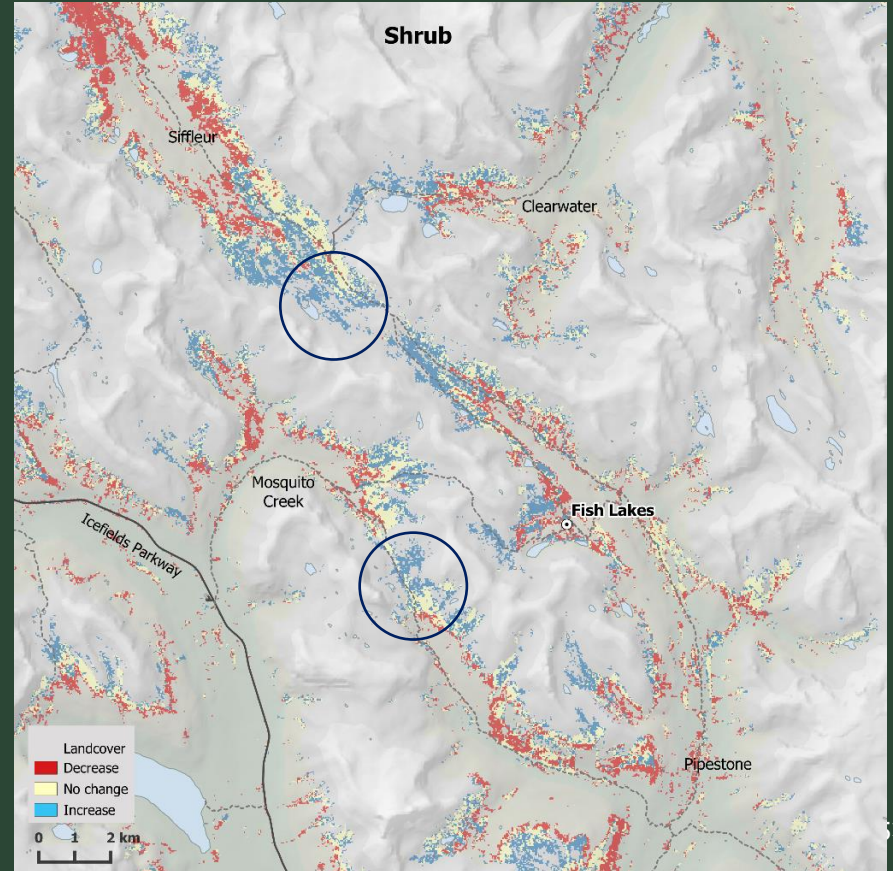 Shrub
Siffleur
Clearwater
Mosquito
Creek
Fish Lakes
Icefields Parkway
Pipestone
Landcover
Decrease
No change
Increase
0 1 2 km